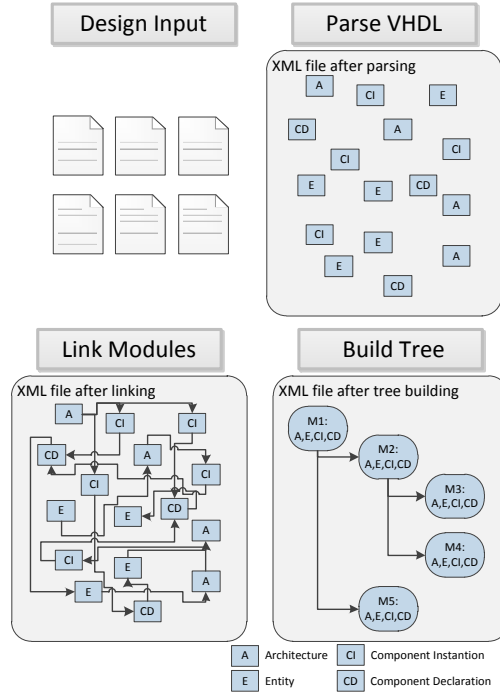 Design Input
Parse VHDL
XML file after parsing
A
CI
E
CD
A
CI
CI
E
E
CD
A
CI
E
E
A
CD
Link Modules
Build Tree
XML file after linking
A
CI
CI
CD
A
CI
CI
E
E
CD
A
CI
E
A
E
CD
XML file after tree building
M1:
A,E,CI,CD
M2:
A,E,CI,CD
M3:
A,E,CI,CD
M4:
A,E,CI,CD
M5:
A,E,CI,CD
A Architecture
CI Component Instantion
E Entity
CD Component Declaration